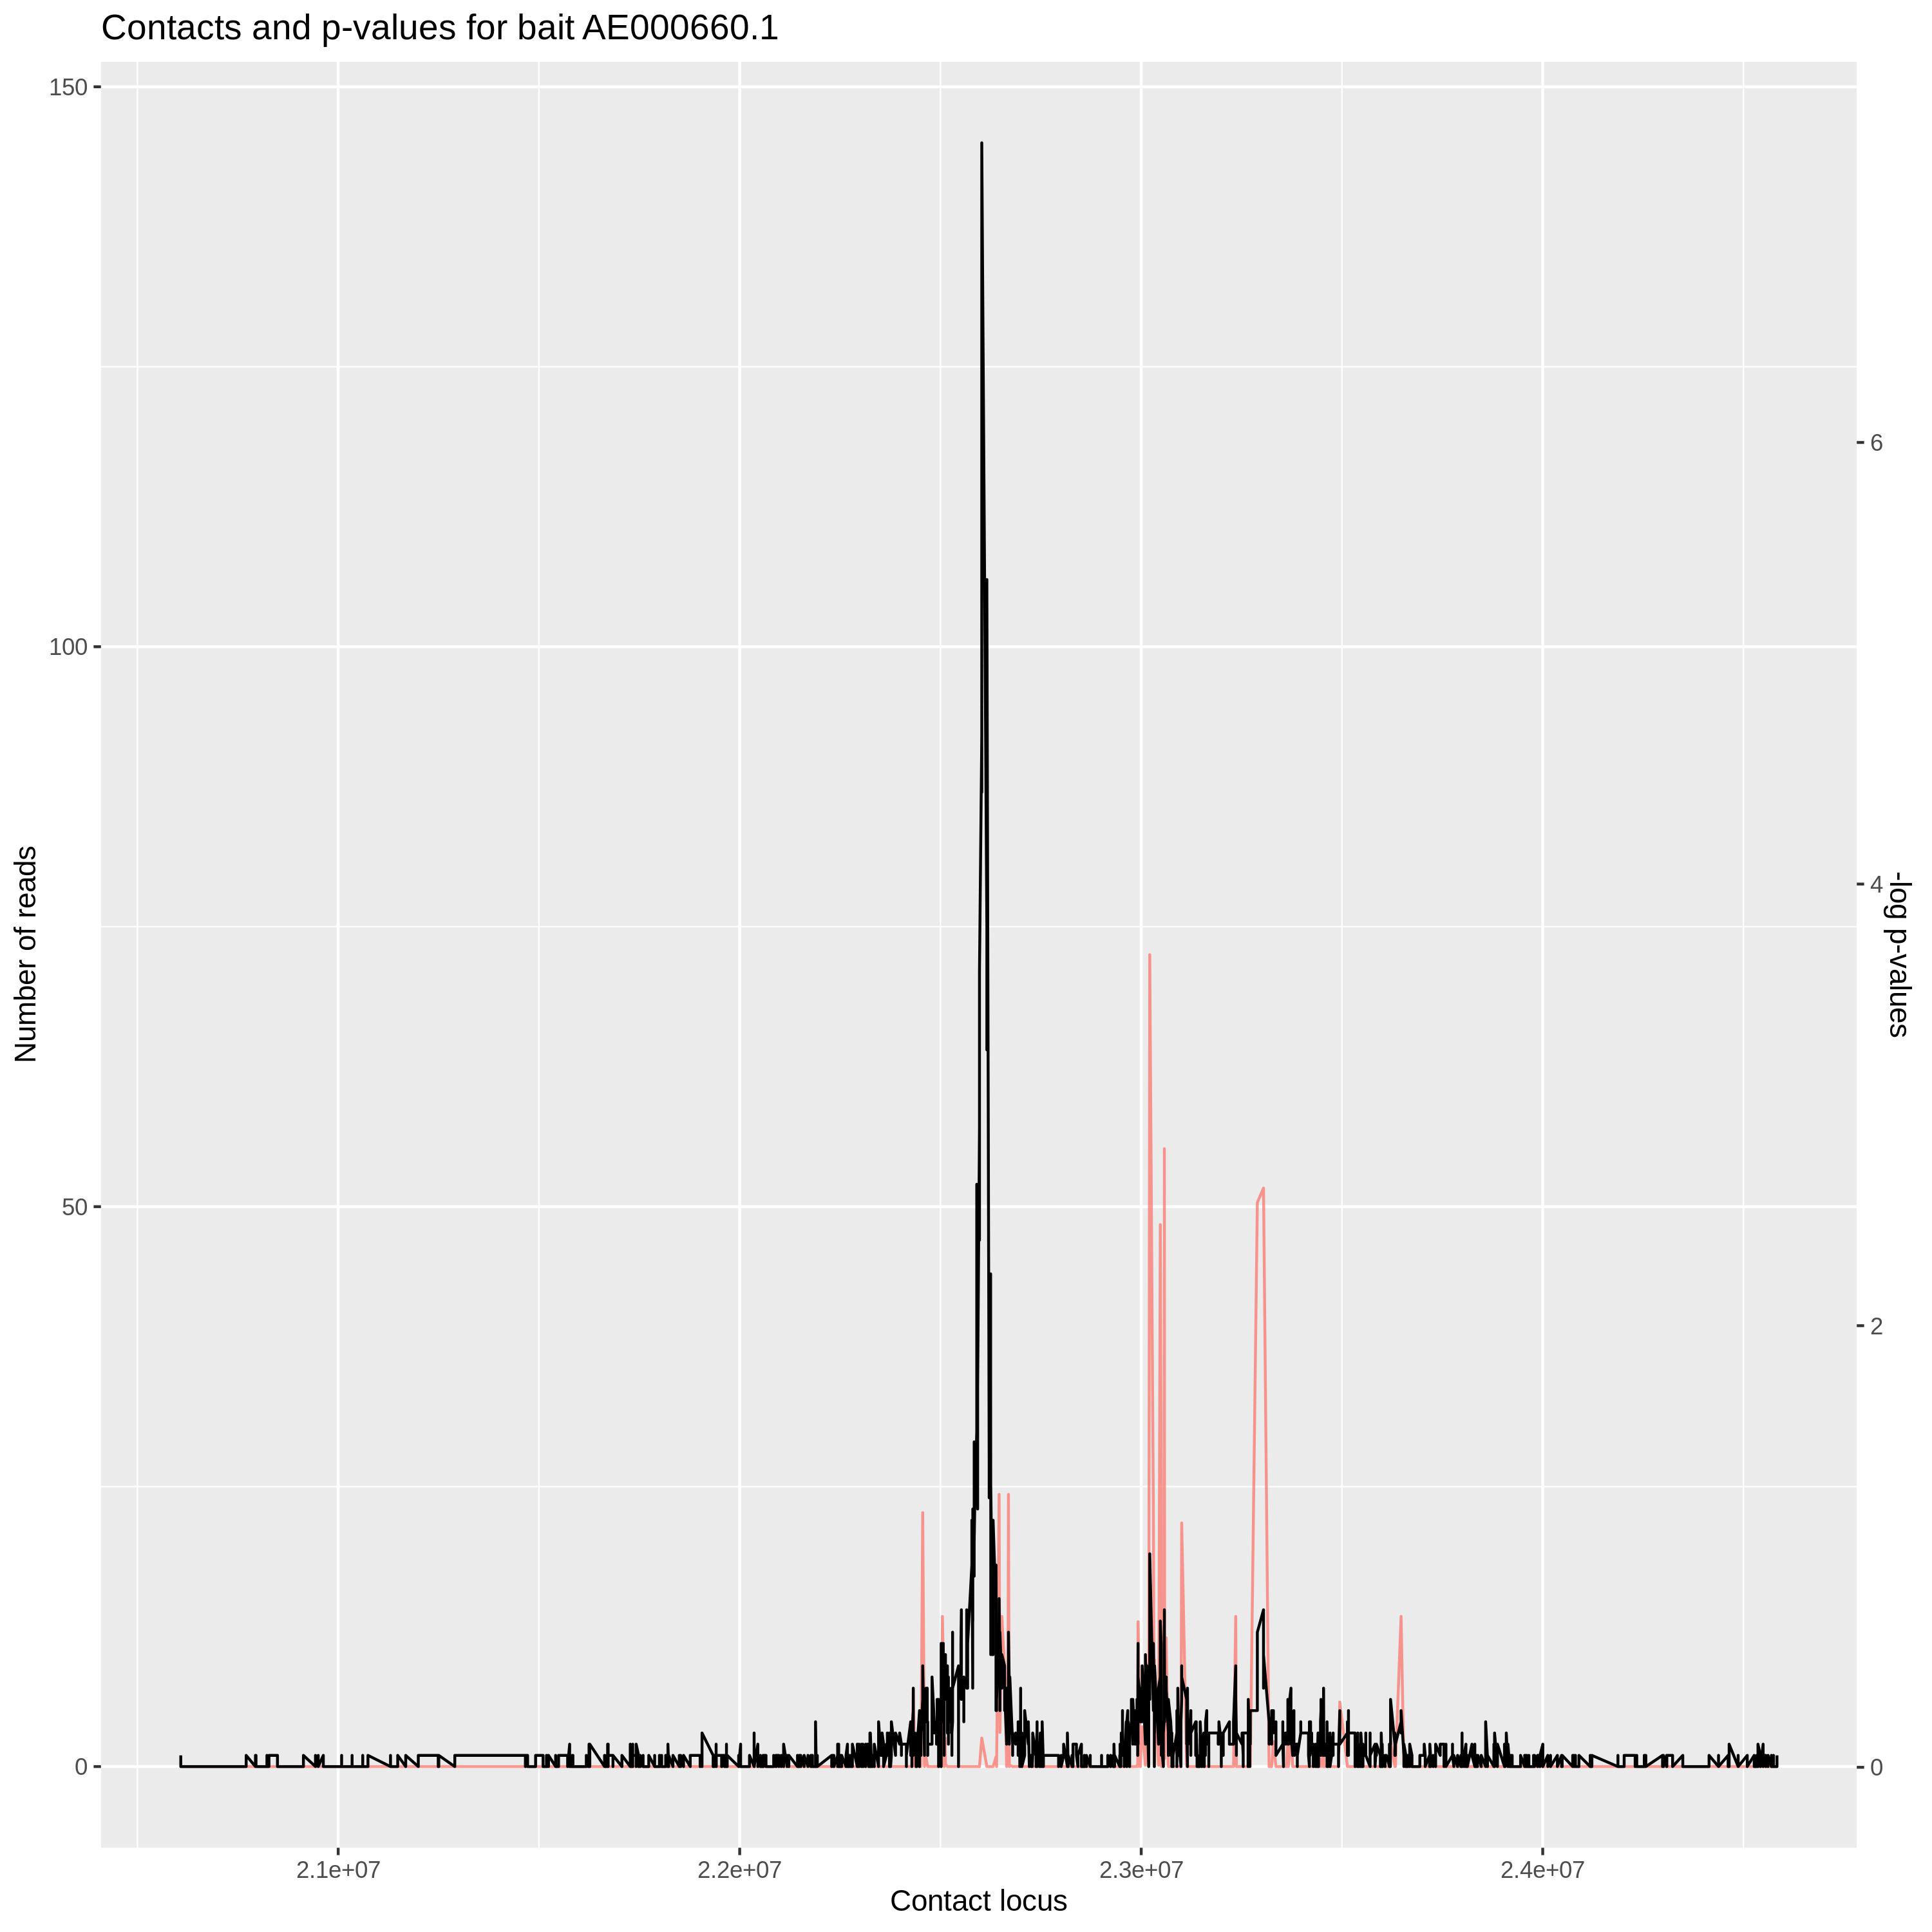 Contacts and p-values for bait AE000660.1
150
100
50
0
Number of reads
6
4
2
0
-log p-values
2.1e+07
2.2e+07
2.3e+07
2.4e+07
Contact locus